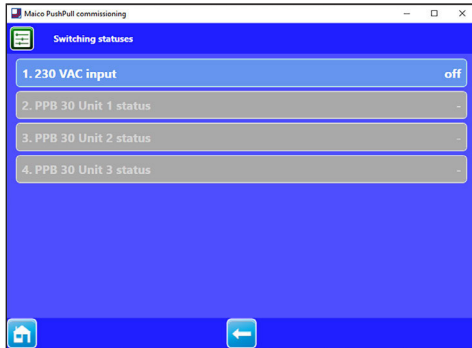 Maico PushPull commissioning
Switching statuses
1. 230 VAC input off
2. PPB 30 Unit 1 status -
3. PPB 30 Unit 2 status -
4. PPB 30 Unit 3 status -